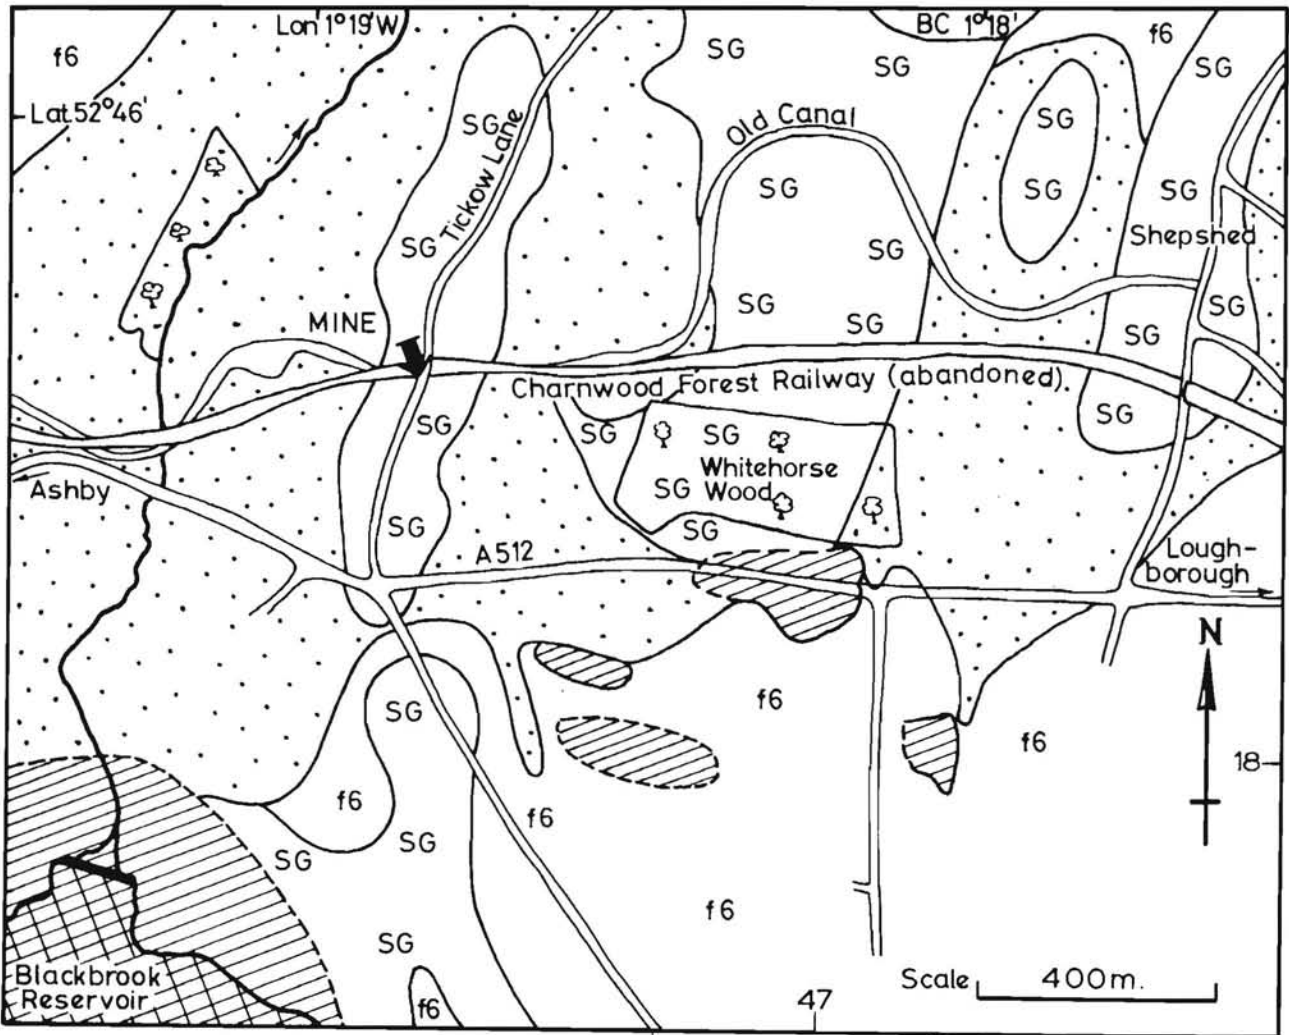 Lon 1°19'W
BC 1°18'
f6
f6
SG
SG
SG
Lat 52°46'
SG
Old Canal
SG
Tickow Lane
SG
SG
SG
SG
SG
Shepshed
SG
SG
SG
MINE
SG
SG
Charnwood Forest Railway (abandoned)
SG
SG
SG
SG
Whitehorse
Wood
SG
Ashby
SG
SG
A512
Lough-
borough
N
f6
SG
f6
18
f6
f6
SG
SG
f6
SG
Blackbrook
Reservoir
f6
Scale 400m.
47